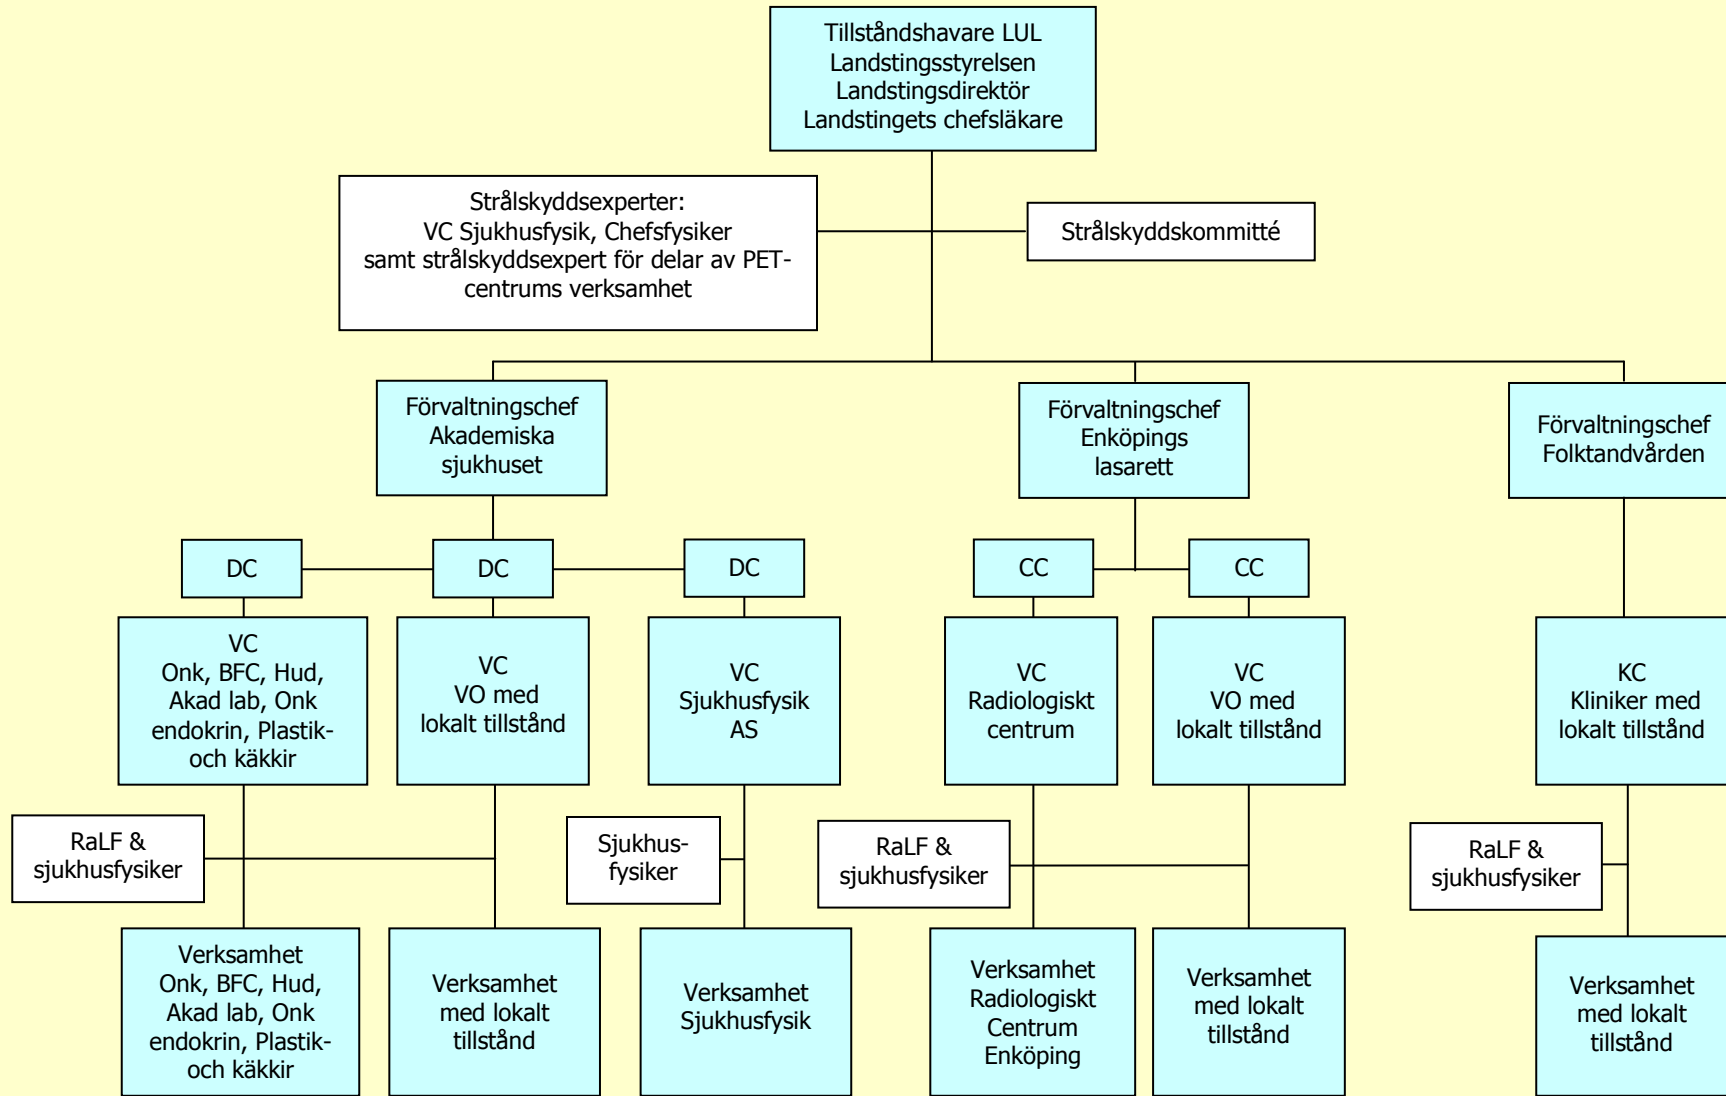 Tillståndshavare LUL
Landstingsstyrelsen
Landstingsdirektör
Landstingets chefsläkare
Strålskyddsexperter:
VC Sjukhusfysik, Chefsfysiker
samt strålskyddsexpert för delar av PET-
centrums verksamhet
Strålskyddskommitté
Förvaltningschef
Akademiska
sjukhuset
Förvaltningschef
Enköpings
lasarett
Förvaltningschef
Folktandvården
DC
DC
DC
CC
CC
VC
Onk, BFC, Hud,
Akad lab, Onk
endokrin, Plastik-
och käkkir
VC
VO med
lokalt tillstånd
VC
Sjukhusfysik
AS
VC
Radiologiskt
centrum
VC
VO med
lokalt tillstånd
KC
Kliniker med
lokalt tillstånd
RaLF &
sjukhusfysiker
Sjukhus-
fysiker
RaLF &
sjukhusfysiker
RaLF &
sjukhusfysiker
Verksamhet
Onk, BFC, Hud,
Akad lab, Onk
endokrin, Plastik-
och käkkir
Verksamhet
med lokalt
tillstånd
Verksamhet
Sjukhusfysik
Verksamhet
Radiologiskt
Centrum
Enköping
Verksamhet
med lokalt
tillstånd
Verksamhet
med lokalt
tillstånd